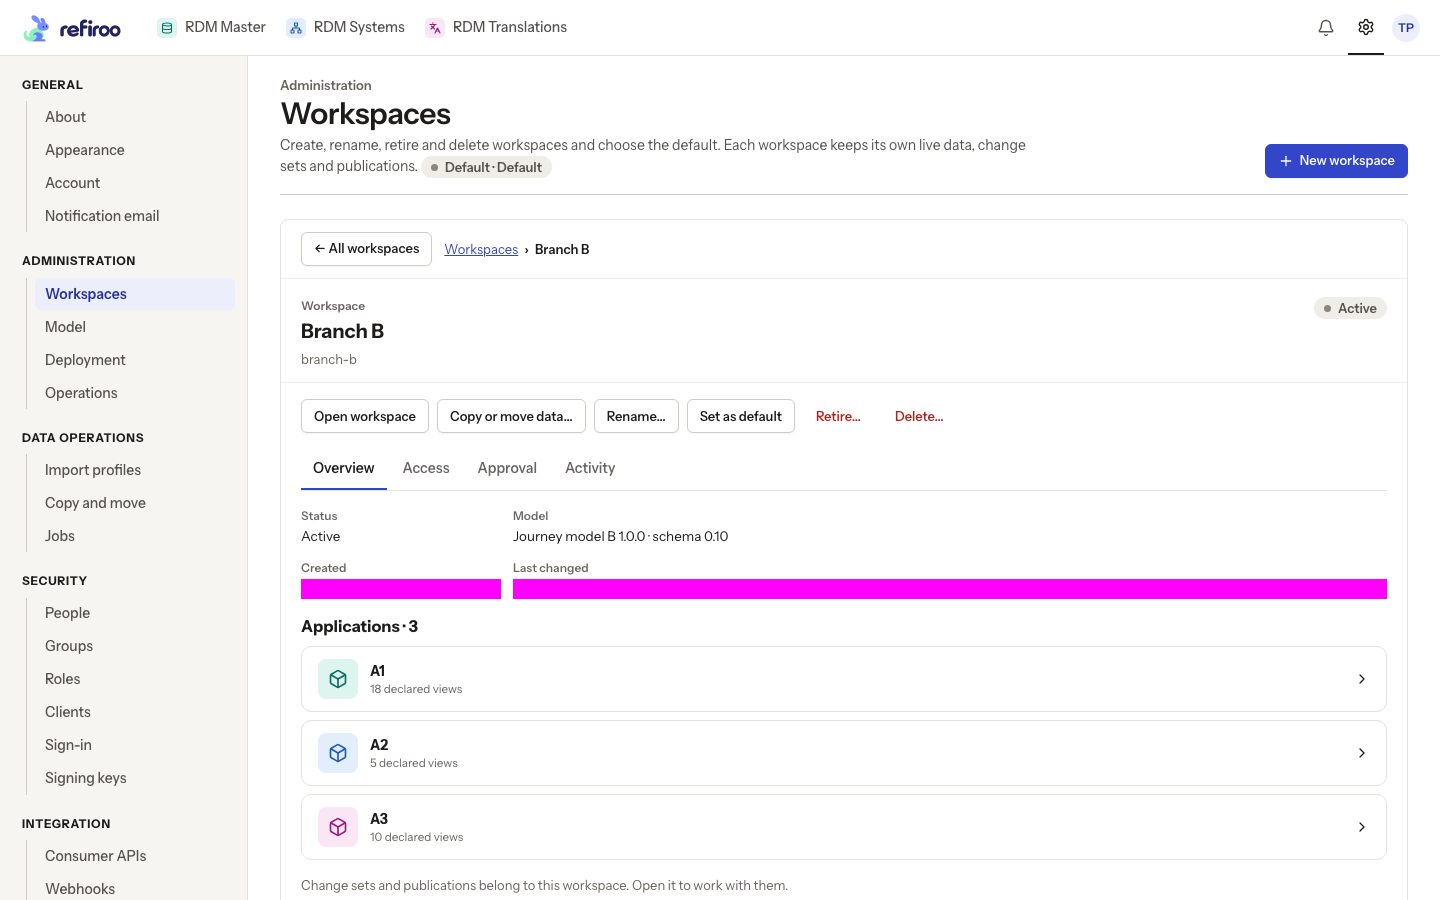 refiroo
RDM Master
RDM Systems
RDM Translations
TP
GENERAL
About
Appearance
Account
Notification email
ADMINISTRATION
Workspaces
Model
Deployment
Operations
DATA OPERATIONS
Import profiles
Copy and move
Jobs
SECURITY
People
Groups
Roles
Clients
Sign-in
Signing keys
INTEGRATION
Consumer APIs
Webhooks
Administration
Workspaces
Create, rename, retire and delete workspaces and choose the default. Each workspace keeps its own live data, change
sets and publications. Default · Default
+ New workspace
← All workspaces
Workspaces › Branch B
Workspace
Branch B
branch-b
Active
Open workspace
Copy or move data...
Rename...
Set as default
Retire...
Delete...
Overview
Access
Approval
Activity
Status
Active
Model
Journey model B 1.0.0 · schema 0.10
Created
Last changed
Applications · 3
A1
18 declared views
A2
5 declared views
A3
10 declared views
Change sets and publications belong to this workspace. Open it to work with them.